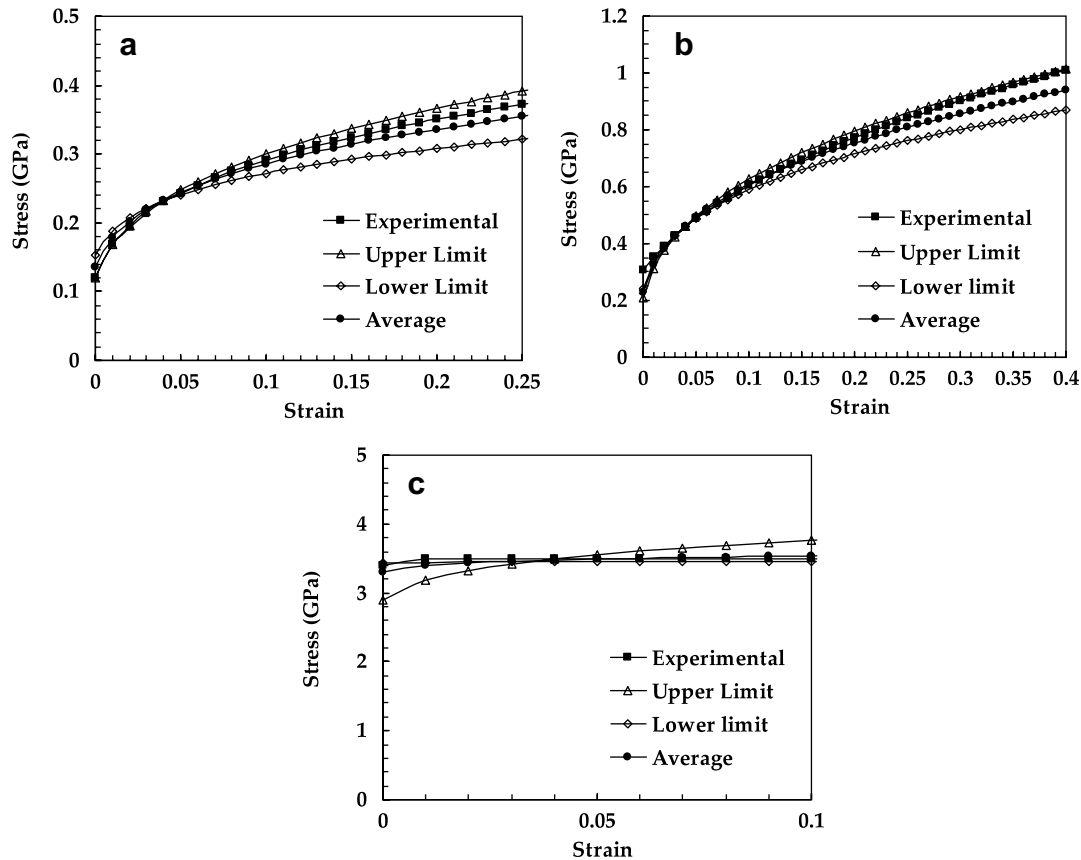 a
0.5
0.4
0.3
0.2
0.1
0
Stress (GPa)
Experimental
Upper Limit
Lower Limit
Average
0 0.05 0.1 0.15 0.2 0.25
Strain
b
1.2
1
0.8
0.6
0.4
0.2
0
Stress (GPa)
Experimental
Upper Limit
Lower limit
Average
0 0.05 0.1 0.15 0.2 0.25 0.3 0.35 0.4
Strain
c
5
4
3
2
1
0
Stress (GPa)
Experimental
Upper Limit
Lower limit
Average
0 0.05 0.1
Strain